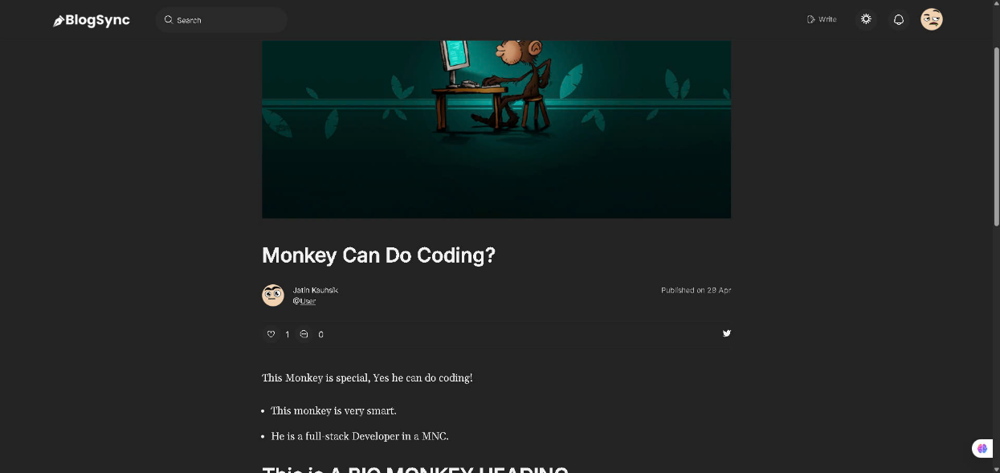 BlogSync
Search
Write
Monkey Can Do Coding?
Jatin Kauhsik
@User
Published on 29 Apr
1
0
This Monkey is special, Yes he can do coding!
• This monkey is very smart.
• He is a full-stack Developer in a MNC.
This is A BIG MONKEY HEADING